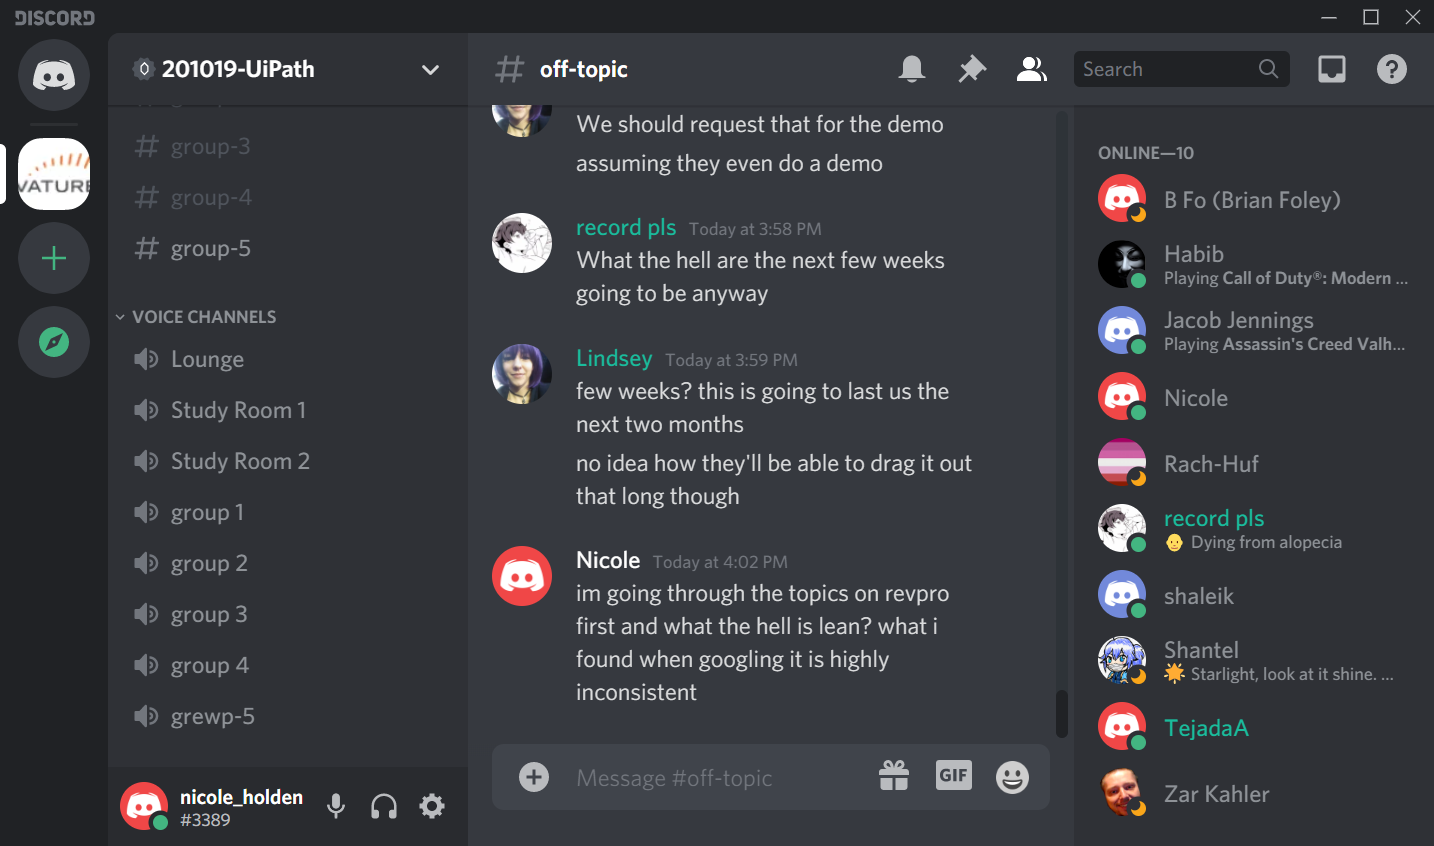 DISCORD
201019-UiPath
group-3
group-4
group-5
VOICE CHANNELS
Lounge
Study Room 1
Study Room 2
group 1
group 2
group 3
group 4
grewp-5
nicole_holden
#3389
VATURE
off-topic
Search
We should request that for the demo
assuming they even do a demo
record pls Today at 3:58 PM
What the hell are the next few weeks
going to be anyway
Lindsey Today at 3:59 PM
few weeks? this is going to last us the
next two months
no idea how they'll be able to drag it out
that long though
Nicole Today at 4:02 PM
im going through the topics on revpro
first and what the hell is lean? what i
found when googling it is highly
inconsistent
Message #off-topic
GIF
ONLINE—10
B Fo (Brian Foley)
Habib
Playing Call of Duty®: Modern ...
Jacob Jennings
Playing Assassin's Creed Valh...
Nicole
Rach-Huf
record pls
Dying from alopecia
shaleik
Shantel
Starlight, look at it shine. ...
TejadaA
Zar Kahler